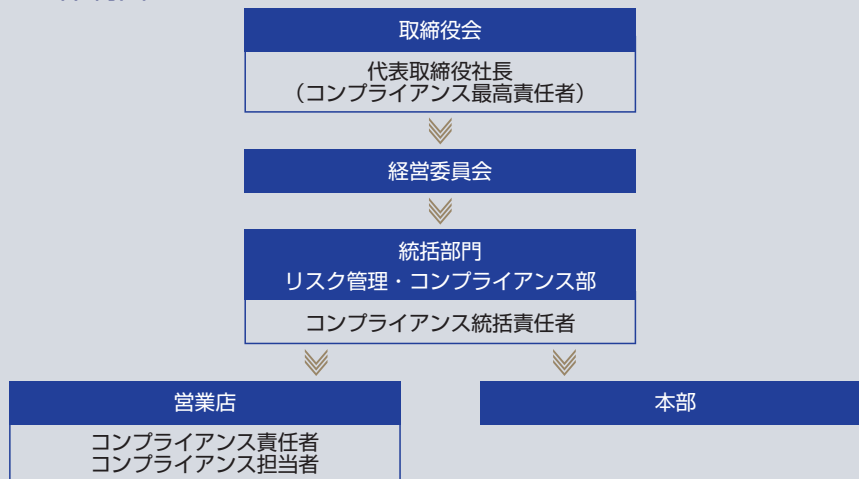 取締役会
代表取締役社長
（コンプライアンス最高責任者）
経営委員会
統括部門
リスク管理・コンプライアンス部
コンプライアンス統括責任者
営業店
本部
コンプライアンス責任者
コンプライアンス担当者